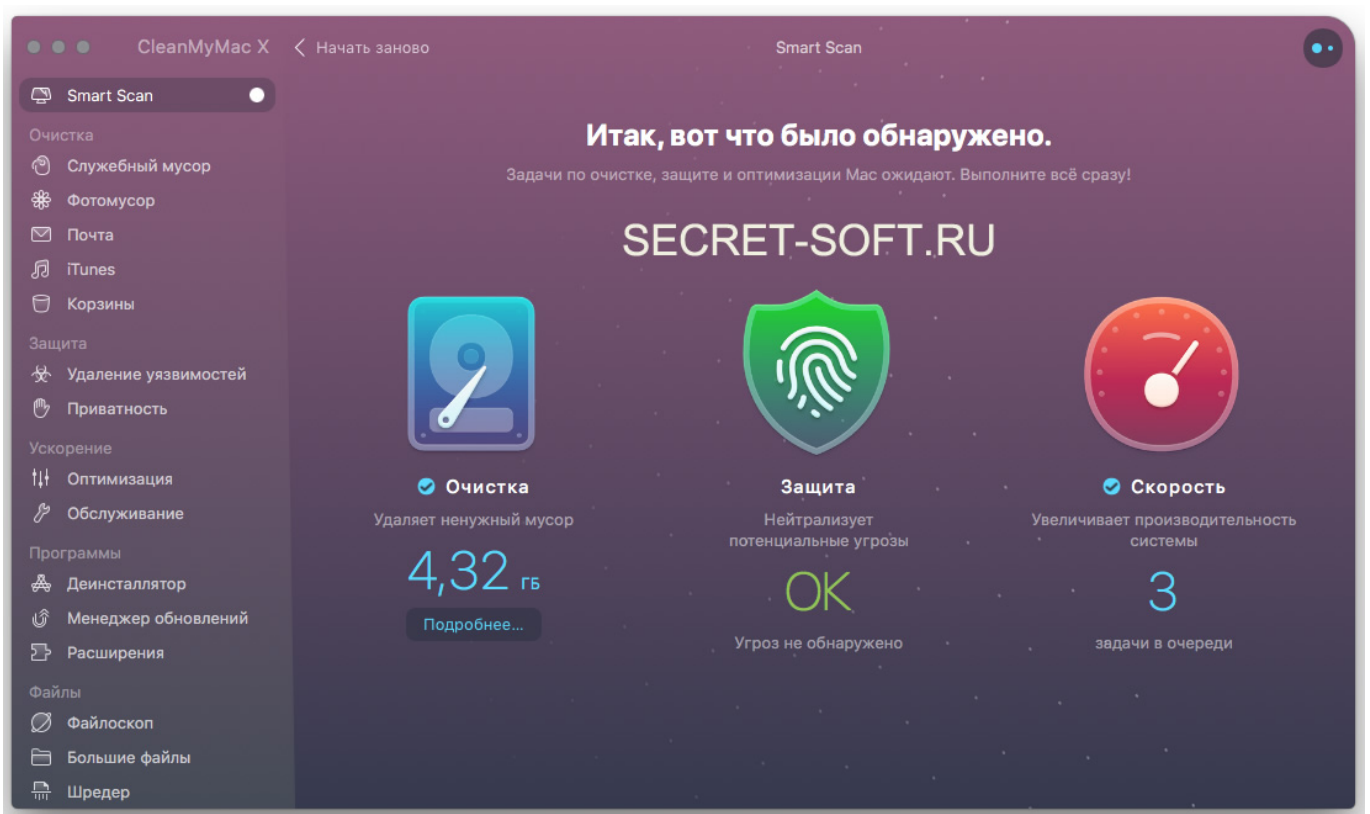 CleanMyMac X
Начать заново
Smart Scan
Smart Scan
Очистка
Служебный мусор
Фотомусор
Почта
iTunes
Корзины
Защита
Удаление уязвимостей
Приватность
Ускорение
Оптимизация
Обслуживание
Программы
Деинсталлятор
Менеджер обновлений
Расширения
Файлы
Файлоскоп
Большие файлы
Шредер
Итак, вот что было обнаружено.
Задачи по очистке, защите и оптимизации Mac ожидают. Выполните всё сразу!
SECRET-SOFT.RU
Очистка
Удаляет ненужный мусор
4,32 ГБ
Подробнее...
Защита
Нейтрализует
потенциальные угрозы
OK
Угроз не обнаружено
Скорость
Увеличивает производительность
системы
3
задачи в очереди